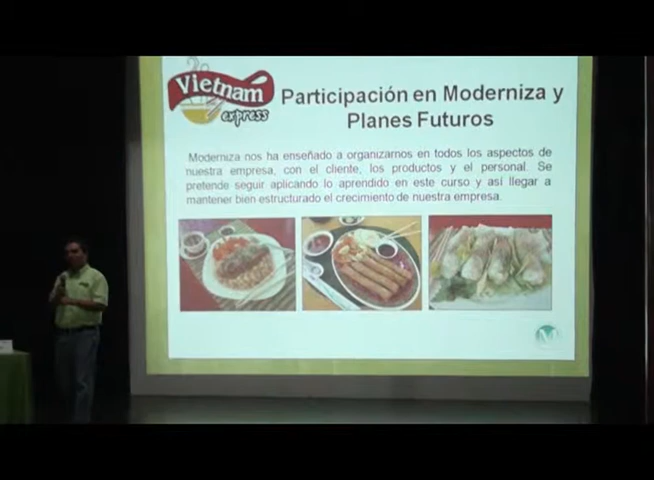 Vietnam
express
Participación en Moderniza y
Planes Futuros
Moderniza nos ha enseñado a organizarnos en todos los aspectos de
nuestra empresa, con el cliente, los productos y el personal. Se
pretende seguir aplicando lo aprendido en este curso y así llegar a
mantener bien estructurado el crecimiento de nuestra empresa.
M